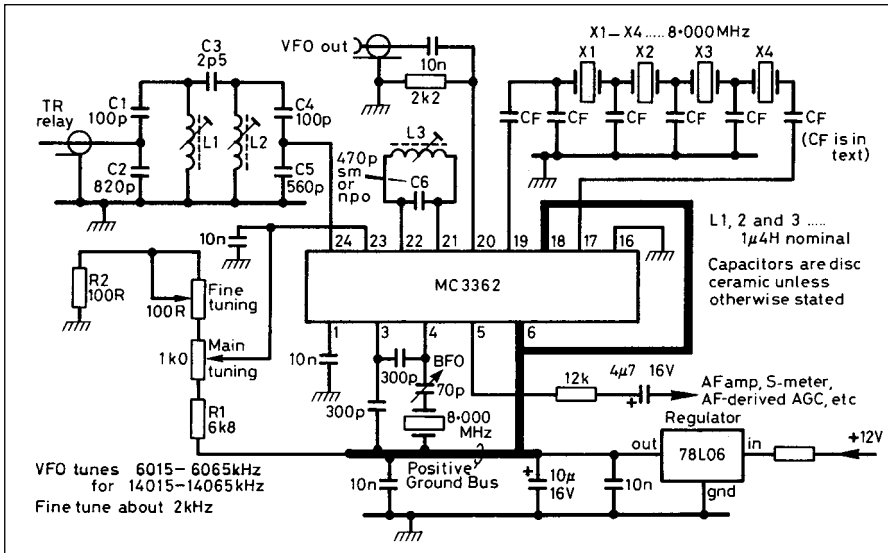 C3
2p5
VFO out
10n
2k2
X1–X4.....8·000MHz
X1
X2
X3
X4
TR
relay
C1
100p
L1
L2
C4
100p
C2
820p
C5
560p
L3
470p
sm
or
npo
C6
CF
CF
CF
CF
CF
(CF is in
text)
10n
24
23
22
21
20
19
18
17
16
L1, 2 and 3 .....
1µ4H nominal
Capacitors are disc
ceramic unless
otherwise stated
MC3362
R2
100R
100R
Fine
tuning
1k0
Main
tuning
R1
6k8
1
3
4
5
6
10n
300p
300p
BFO
70p
8·000
MHz
12k
4µ7
16V
+
AF amp, S-meter,
AF-derived AGC, etc
Regulator
out
78L06
in
+12V
gnd
VFO tunes 6015–6065kHz
for 14015–14065kHz
Fine tune about 2kHz
Positive
Ground Bus
10n
+
10µ
16V
10n